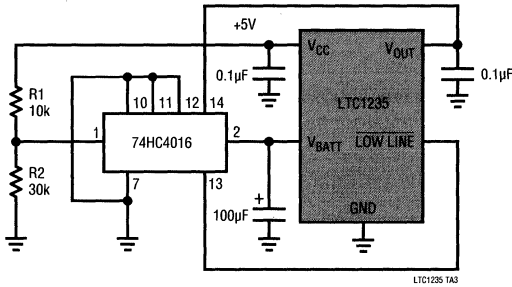 +5V
VCC
VOUT
0.1µF
0.1µF
R1
10k
10
11
12
14
LTC1235
1
74HC4016
2
VBATT
LOW LINE
R2
30k
7
13
+
100µF
GND
LTC1235 TA3